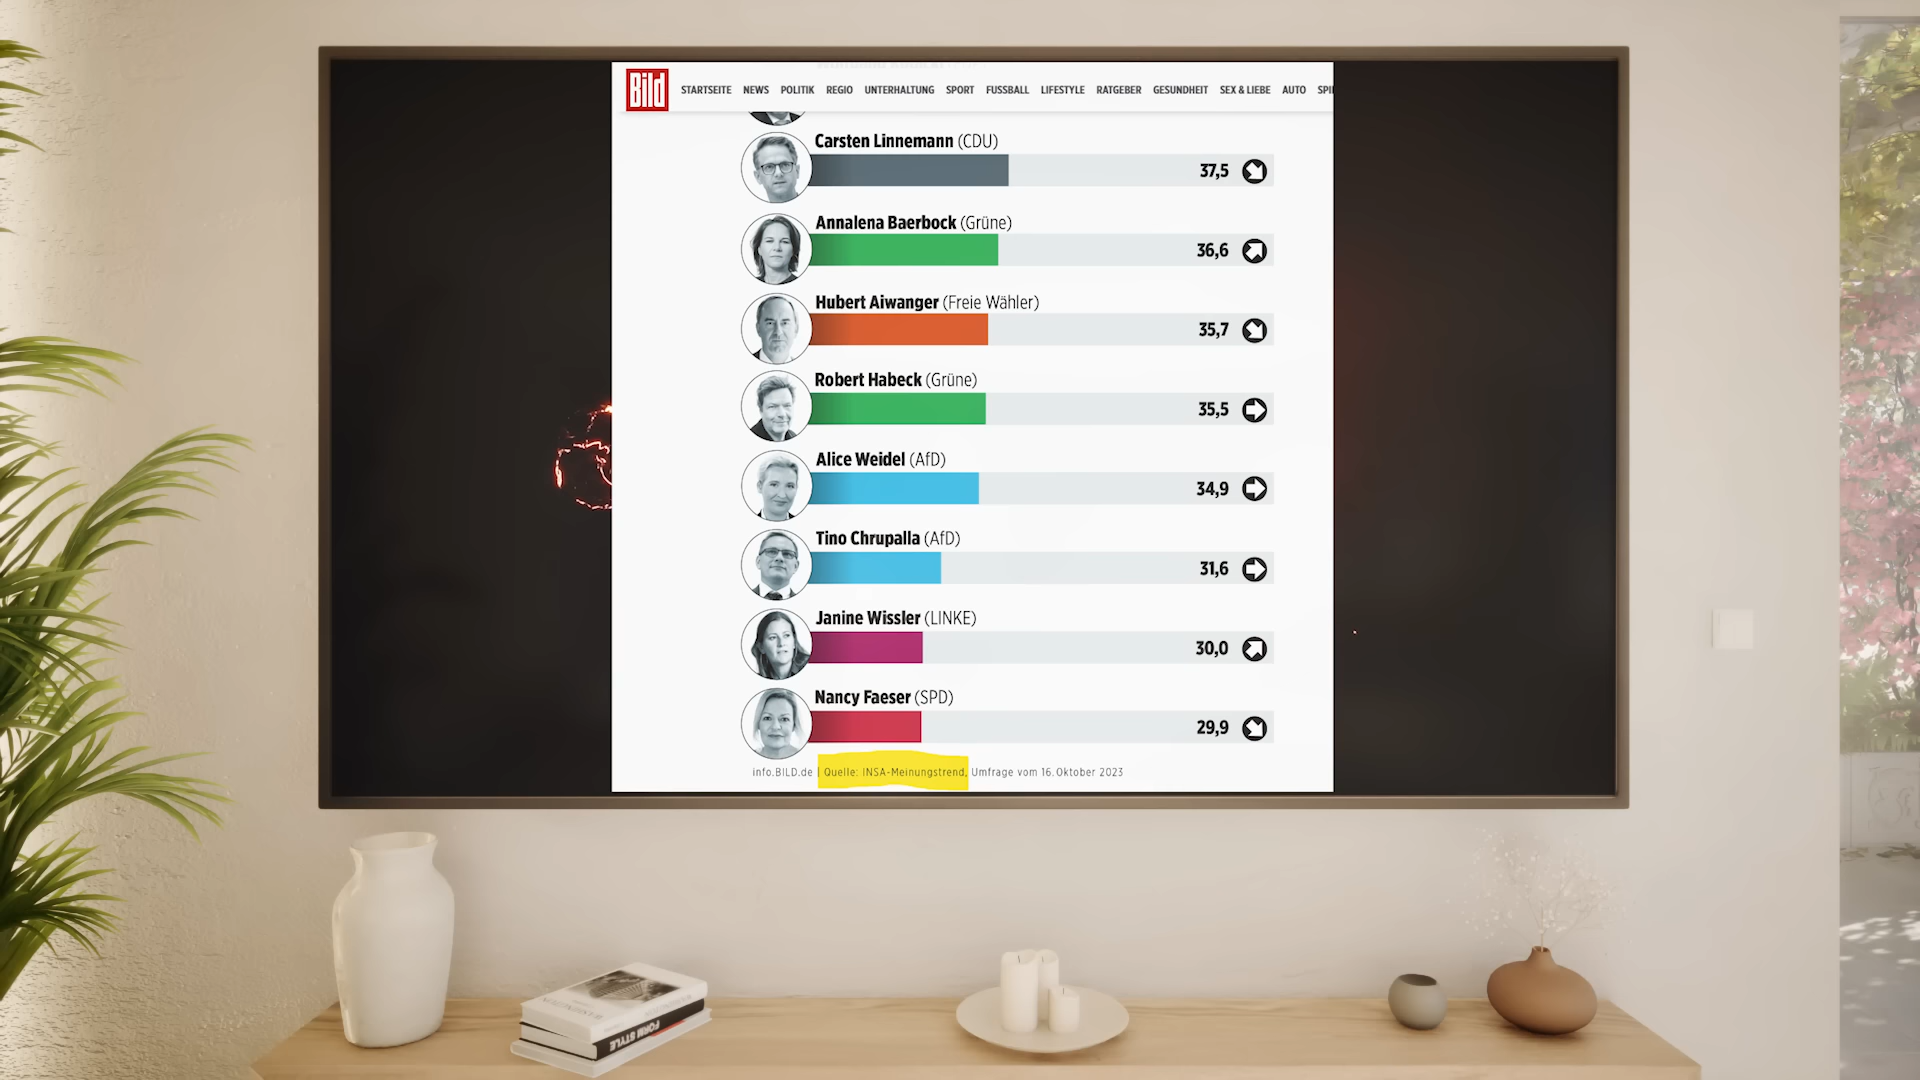 Bild
STARTSEITE NEWS POLITIK REGIO UNTERHALTUNG SPORT FUSSBALL LIFESTYLE RATGEBER GESUNDHEIT SEX & LIEBE AUTO SPI
Carsten Linnemann (CDU)
37,5
Annalena Baerbock (Grüne)
36,6
Hubert Aiwanger (Freie Wähler)
35,7
Robert Habeck (Grüne)
35,5
Alice Weidel (AfD)
34,9
Tino Chrupalla (AfD)
31,6
Janine Wissler (LINKE)
30,0
Nancy Faeser (SPD)
29,9
info.BILD.de | Quelle: INSA-Meinungstrend, Umfrage vom 16. Oktober 2023
FORM STYLE